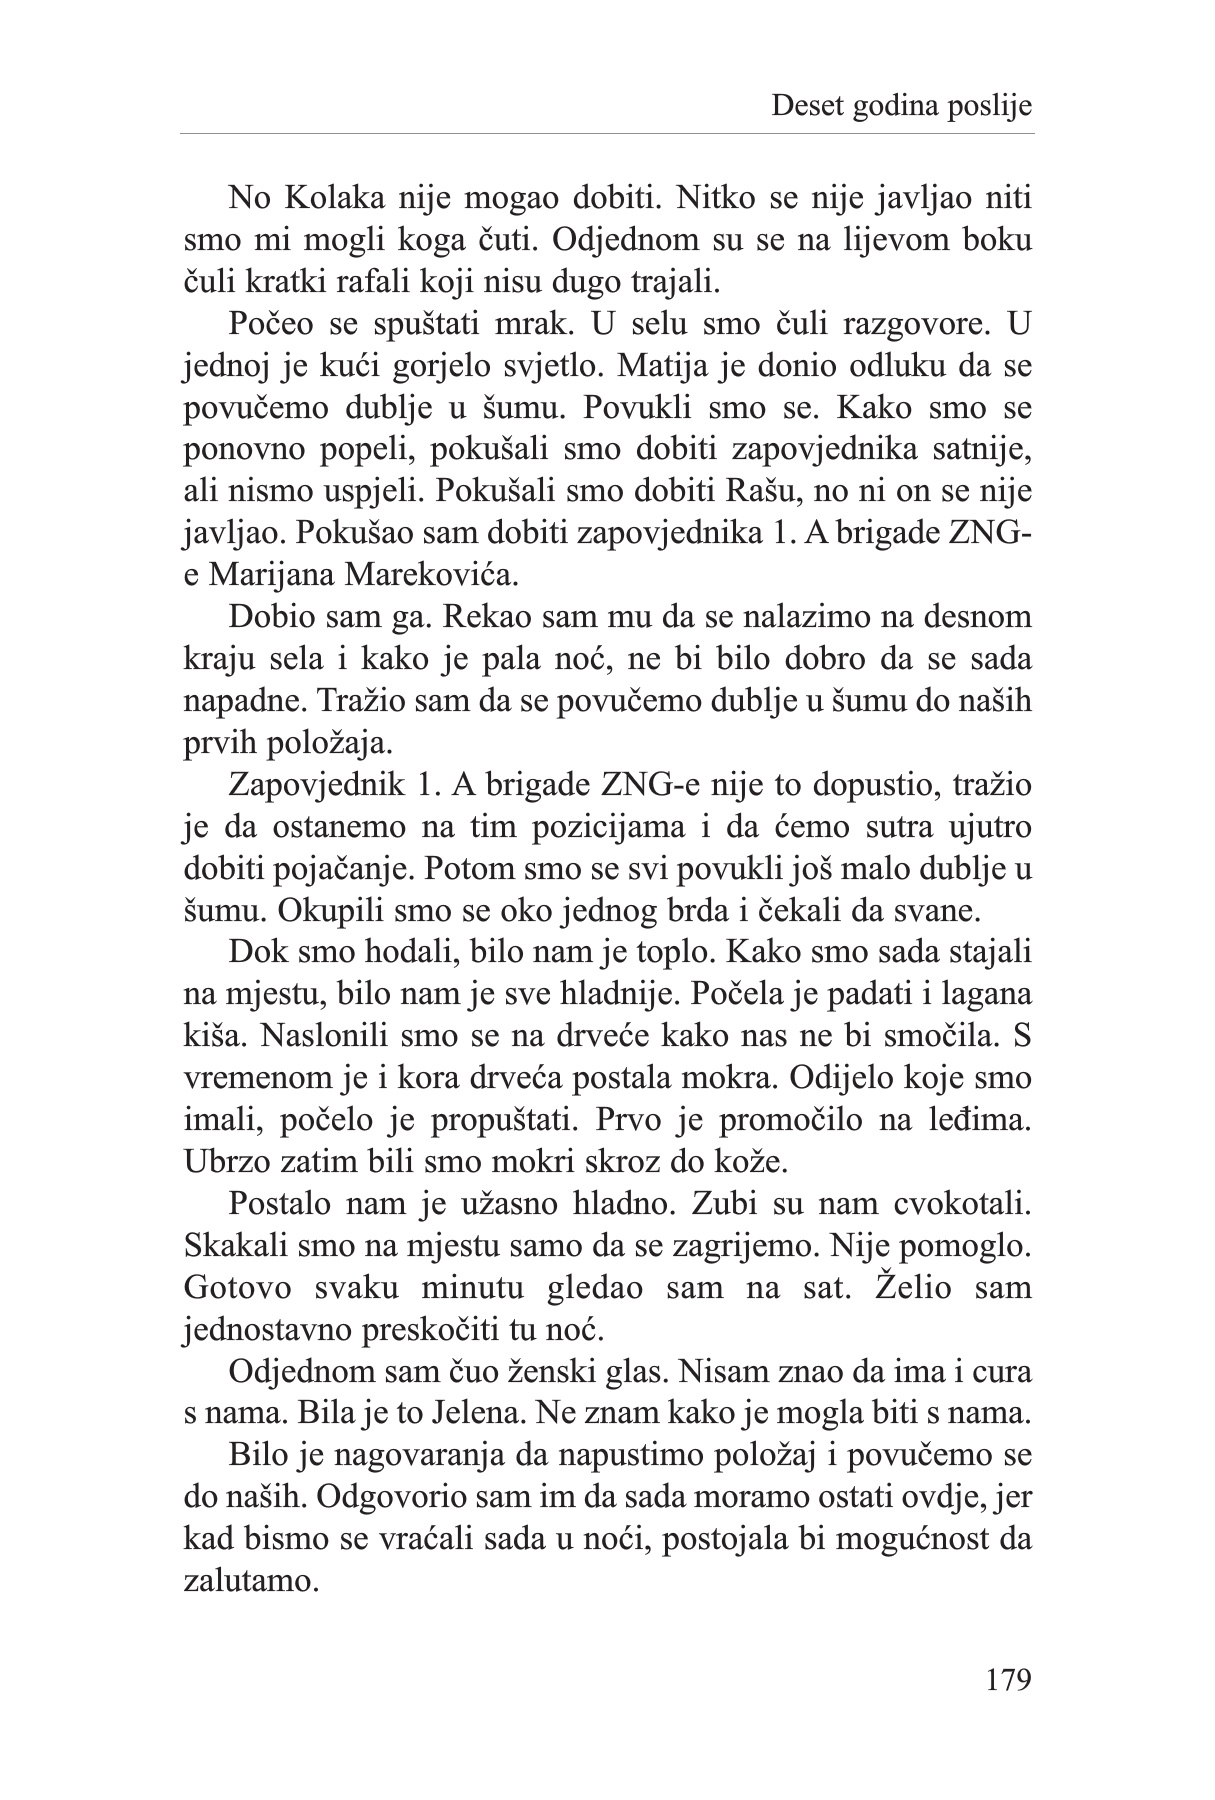 Deset godina poslije
No Kolaka nije mogao dobiti. Nitko se nije javljao niti
smo mi mogli koga čuti. Odjednom su se na lijevom boku
čuli kratki rafali koji nisu dugo trajali.
Počeo se spuštati mrak. U selu smo čuli razgovore. U
jednoj je kući gorjelo svjetlo. Matija je donio odluku da se
povučemo dublje u šumu. Povukli smo se. Kako smo se
ponovno popeli, pokušali smo dobiti zapovjednika satnije,
ali nismo uspjeli. Pokušali smo dobiti Rašu, no ni on se nije
javljao. Pokušao sam dobiti zapovjednika 1. A brigade ZNG-
e Marijana Marekovića.
Dobio sam ga. Rekao sam mu da se nalazimo na desnom
kraju sela i kako je pala noć, ne bi bilo dobro da se sada
napadne. Tražio sam da se povučemo dublje u šumu do naših
prvih položaja.
Zapovjednik 1. A brigade ZNG-e nije to dopustio, tražio
je da ostanemo na tim pozicijama i da ćemo sutra ujutro
dobiti pojačanje. Potom smo se svi povukli još malo dublje u
šumu. Okupili smo se oko jednog brda i čekali da svane.
Dok smo hodali, bilo nam je toplo. Kako smo sada stajali
na mjestu, bilo nam je sve hladnije. Počela je padati i lagana
kiša. Naslonili smo se na drveće kako nas ne bi smočila. S
vremenom je i kora drveća postala mokra. Odijelo koje smo
imali, počelo je propuštati. Prvo je promočilo na leđima.
Ubrzo zatim bili smo mokri skroz do kože.
Postalo nam je užasno hladno. Zubi su nam cvokotali.
Skakali smo na mjestu samo da se zagrijemo. Nije pomoglo.
Gotovo svaku minutu gledao sam na sat. Želio sam
jednostavno preskočiti tu noć.
Odjednom sam čuo ženski glas. Nisam znao da ima i cura
s nama. Bila je to Jelena. Ne znam kako je mogla biti s nama.
Bilo je nagovaranja da napustimo položaj i povučemo se
do naših. Odgovorio sam im da sada moramo ostati ovdje, jer
kad bismo se vraćali sada u noći, postojala bi mogućnost da
zalutamo.
179